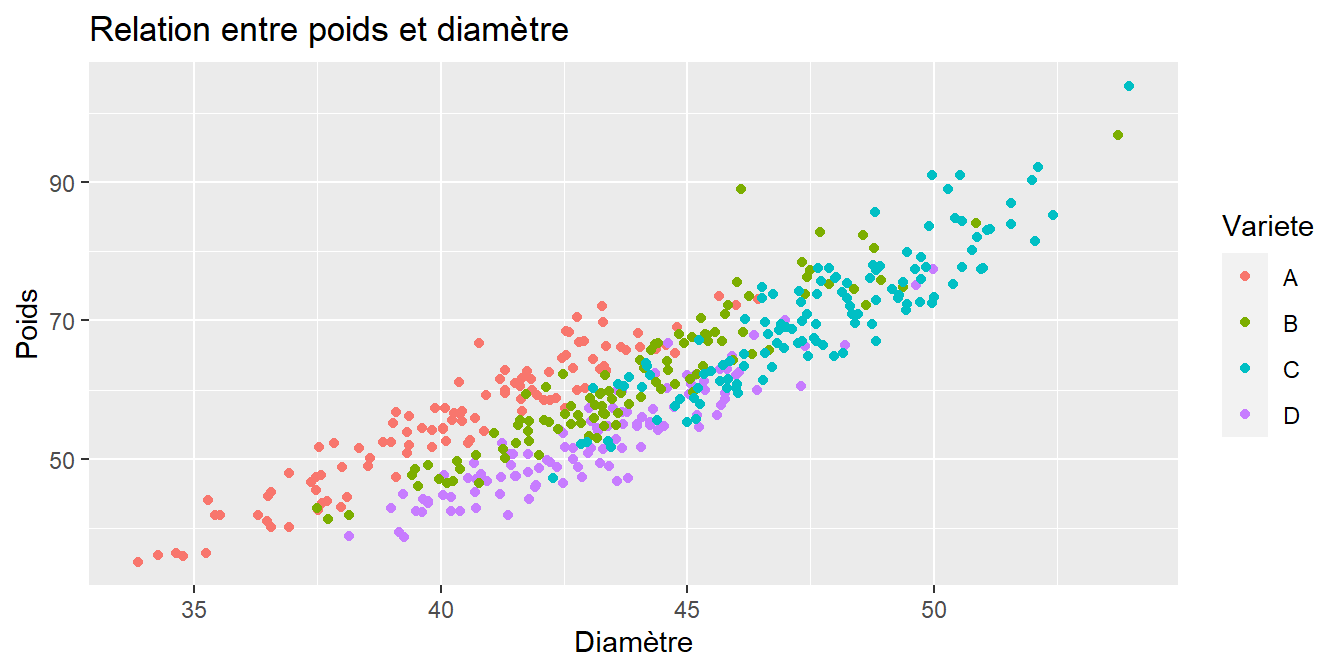 Relation entre poids et diamètre
90
70
50
Poids
35 40 45 50
Diamètre
Variete
A
B
C
D